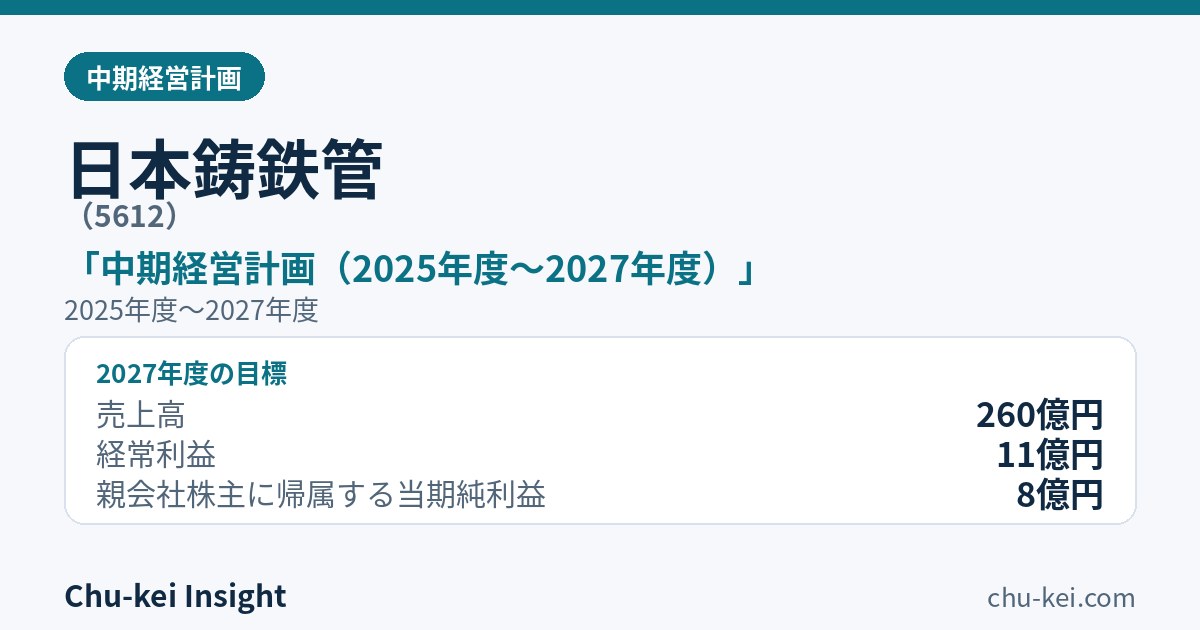 中期経営計画
日本鋳鉄管
（5612）
「中期経営計画（2025年度～2027年度）」
2025年度～2027年度
2027年度の目標
売上高 260億円
経常利益 11億円
親会社株主に帰属する当期純利益 8億円
Chu-kei Insight chu-kei.com